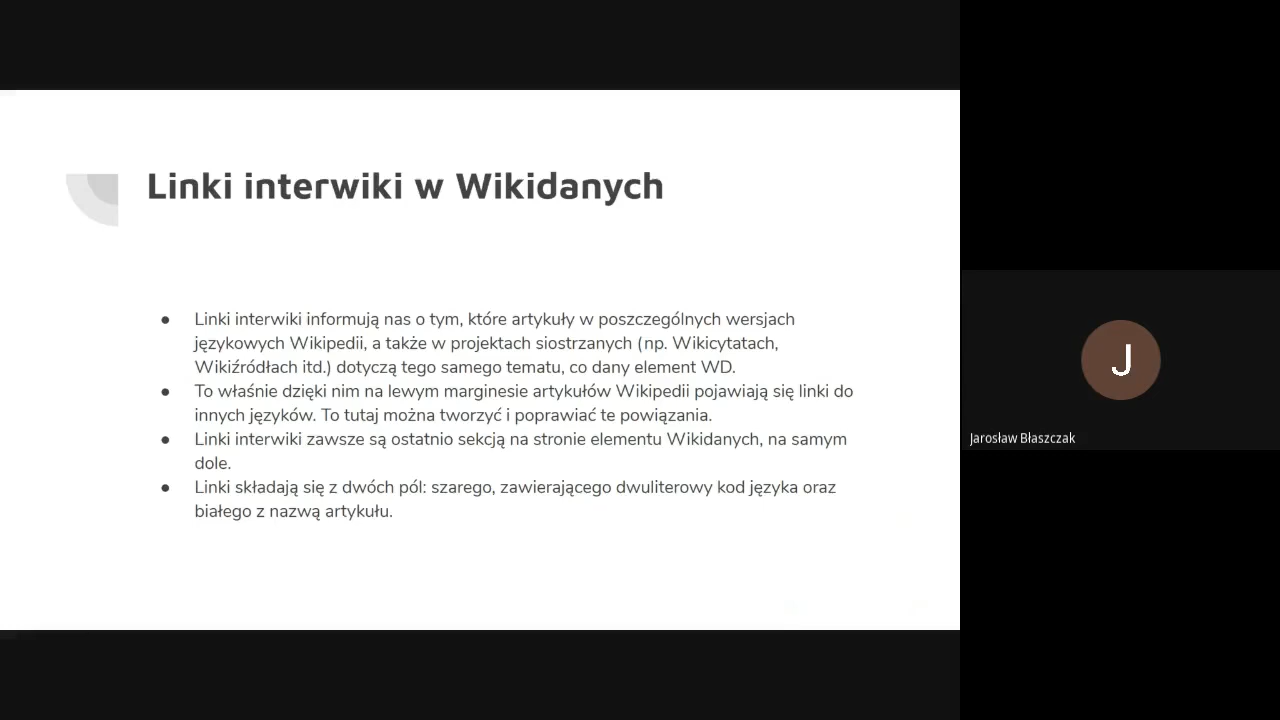 Linki interwiki w Wikidanych
● Linki interwiki informują nas o tym, które artykuły w poszczególnych wersjach
językowych Wikipedii, a także w projektach siostrzanych (np. Wikicytatach,
Wikiźródłach itd.) dotyczą tego samego tematu, co dany element WD.
● To właśnie dzięki nim na lewym marginesie artykułów Wikipedii pojawiają się linki do
innych języków. To tutaj można tworzyć i poprawiać te powiązania.
● Linki interwiki zawsze są ostatnio sekcją na stronie elementu Wikidanych, na samym
dole.
● Linki składają się z dwóch pól: szarego, zawierającego dwuliterowy kod języka oraz
białego z nazwą artykułu.
J
Jarosław Błaszczak